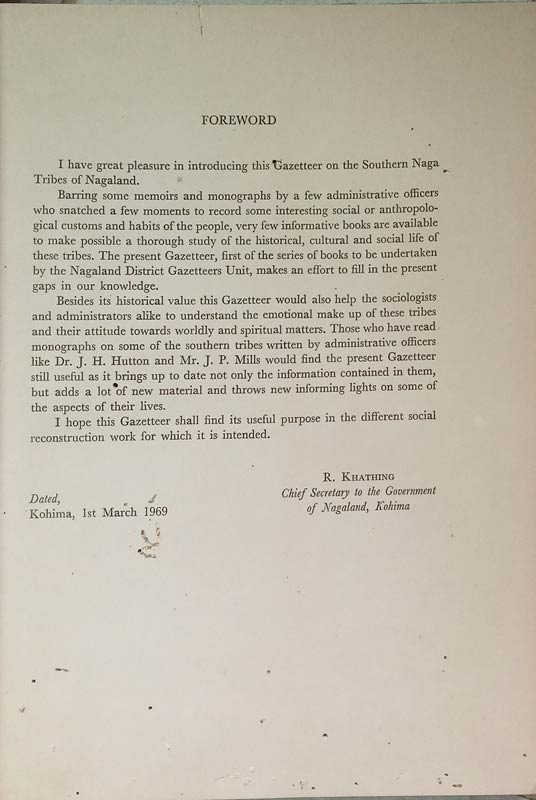 FOREWORD
I have great pleasure in introducing this Gazetteer on the Southern Naga
Tribes of Nagaland.
Barring some memoirs and monographs by a few administrative officers
who snatched a few moments to record some interesting social or anthropolo-
gical customs and habits of the people, very few informative books are available
to make possible a thorough study of the historical, cultural and social life of
these tribes. The present Gazetteer, first of the series of books to be undertaken
by the Nagaland District Gazetteers Unit, makes an effort to fill in the present
gaps in our knowledge.
Besides its historical value this Gazetteer would also help the sociologists
and administrators alike to understand the emotional make up of these tribes
and their attitude towards worldly and spiritual matters. Those who have read
monographs on some of the southern tribes written by administrative officers
like Dr. J. H. Hutton and Mr. J. P. Mills would find the present Gazetteer
still useful as it brings up to date not only the information contained in them,
but adds a lot of new material and throws new informing lights on some of
the aspects of their lives.
I hope this Gazetteer shall find its useful purpose in the different social
reconstruction work for which it is intended.
R. KHATHING
Chief Secretary to the Government
of Nagaland, Kohima
Dated,
Kohima, 1st March 1969